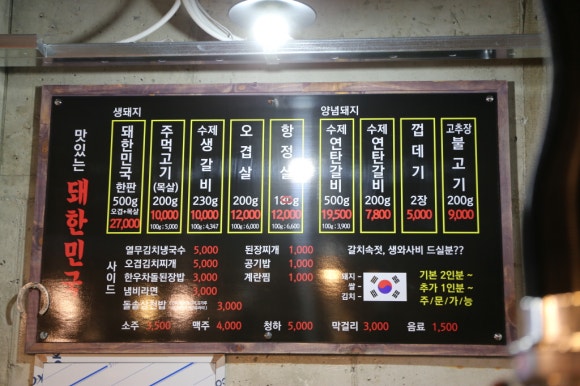 맛있는 돼한민국
생돼지
돼한민국 한판 500g 오겹+목살 27,000
주먹고기 (목살) 200g 10,000 100g : 5,000
수제 생갈비 230g 10,000 100g : 4,347
오겹살 200g 12,000 100g : 6,000
항정살 12,000 100g : 6,600
양념돼지
수제 연탄갈비 500g 19,500 100g : 3,900
수제 연탄갈비 200g 7,800
껍데기 2장 5,000
고추장 불고기 200g 9,000
사이드
열무김치냉국수 5,000
오겹김치찌개 5,000
한우차돌된장밥 3,000
냄비라면 3,000
돌솥심전밥 3,000
된장찌개 1,000
공기밥 1,000
계란찜 3,000
갈치속젓, 생와사비 드실분??
돼지 -
쌀 -
김치 -
기본 2인분~
추가 1인분~
주/문/가/능
소주 3,500 맥주 4,000 청하 5,000 막걸리 3,000 음료 1,500